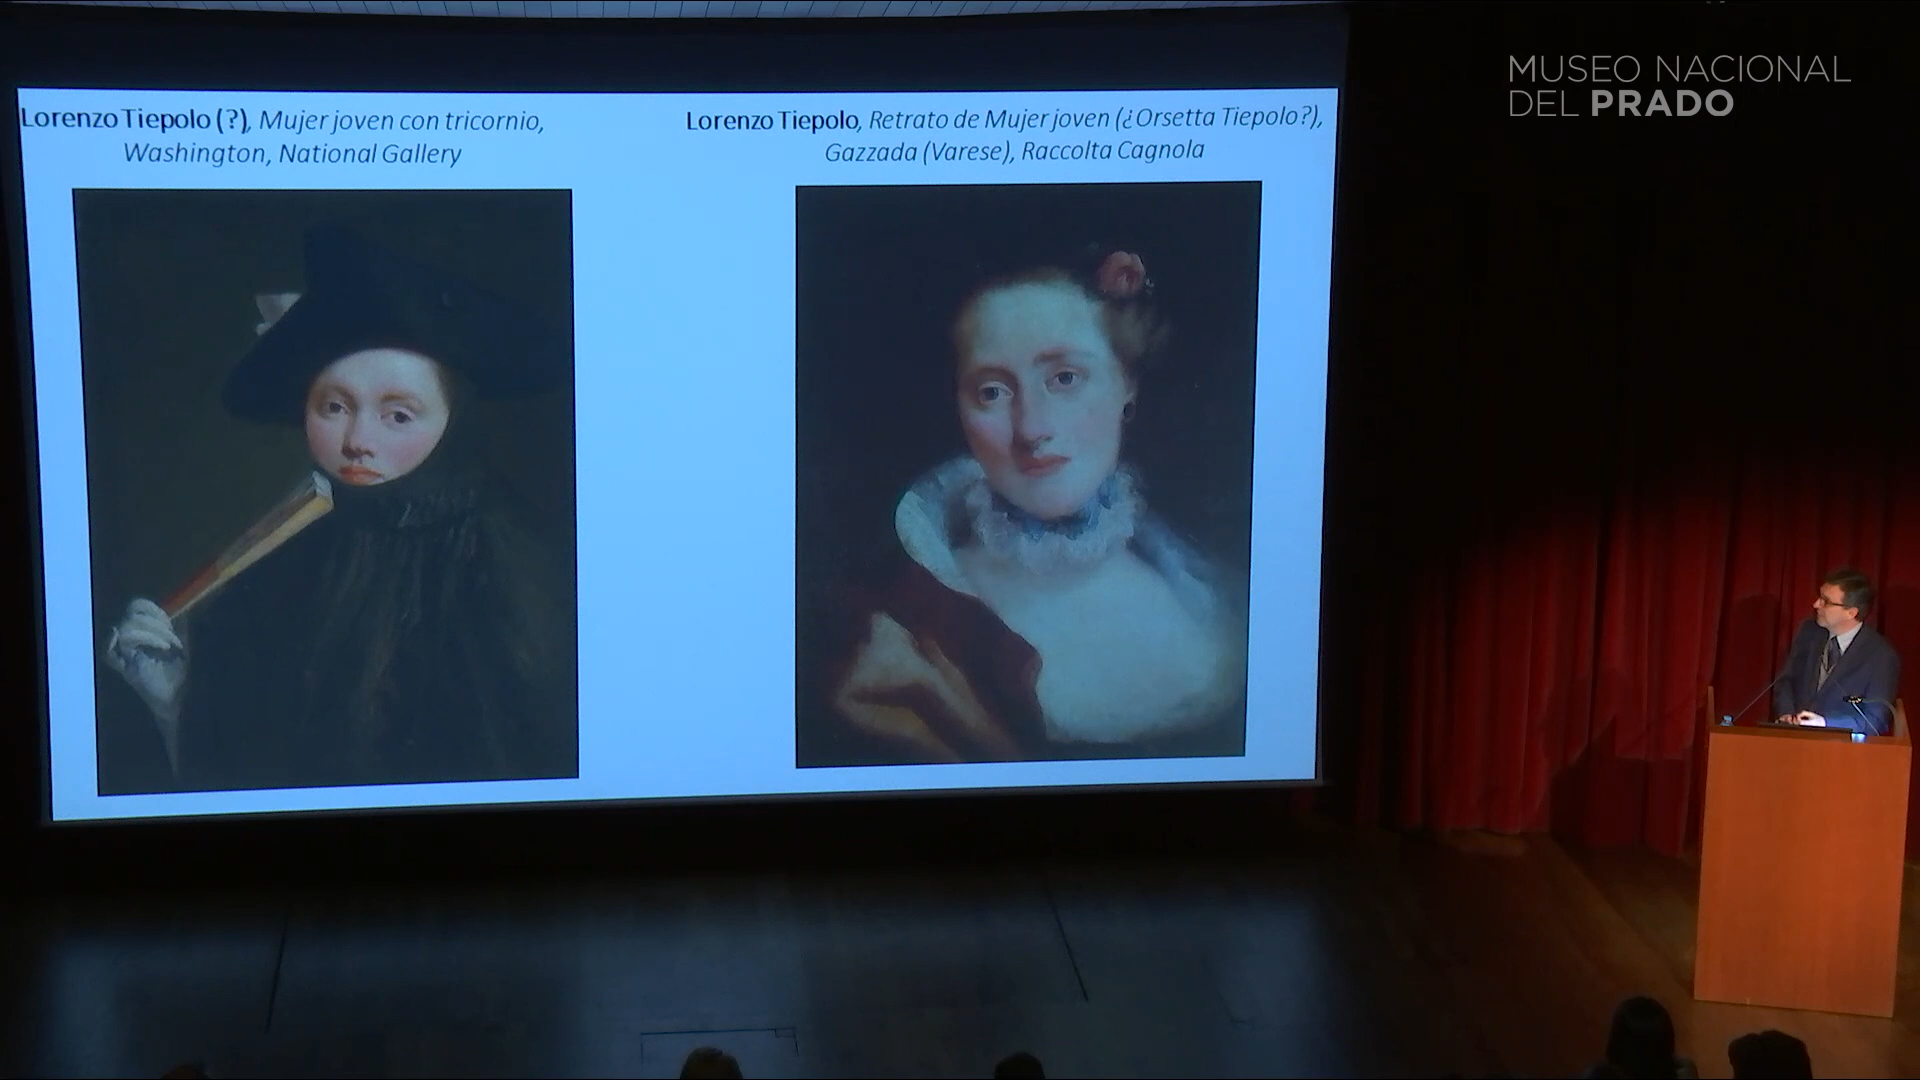 Lorenzo Tiepolo (?), Mujer joven con tricornio,
Washington, National Gallery
Lorenzo Tiepolo, Retrato de Mujer joven (¿Orsetta Tiepolo?),
Gazzada (Varese), Raccolta Cagnola
MUSEO NACIONAL
DEL PRADO